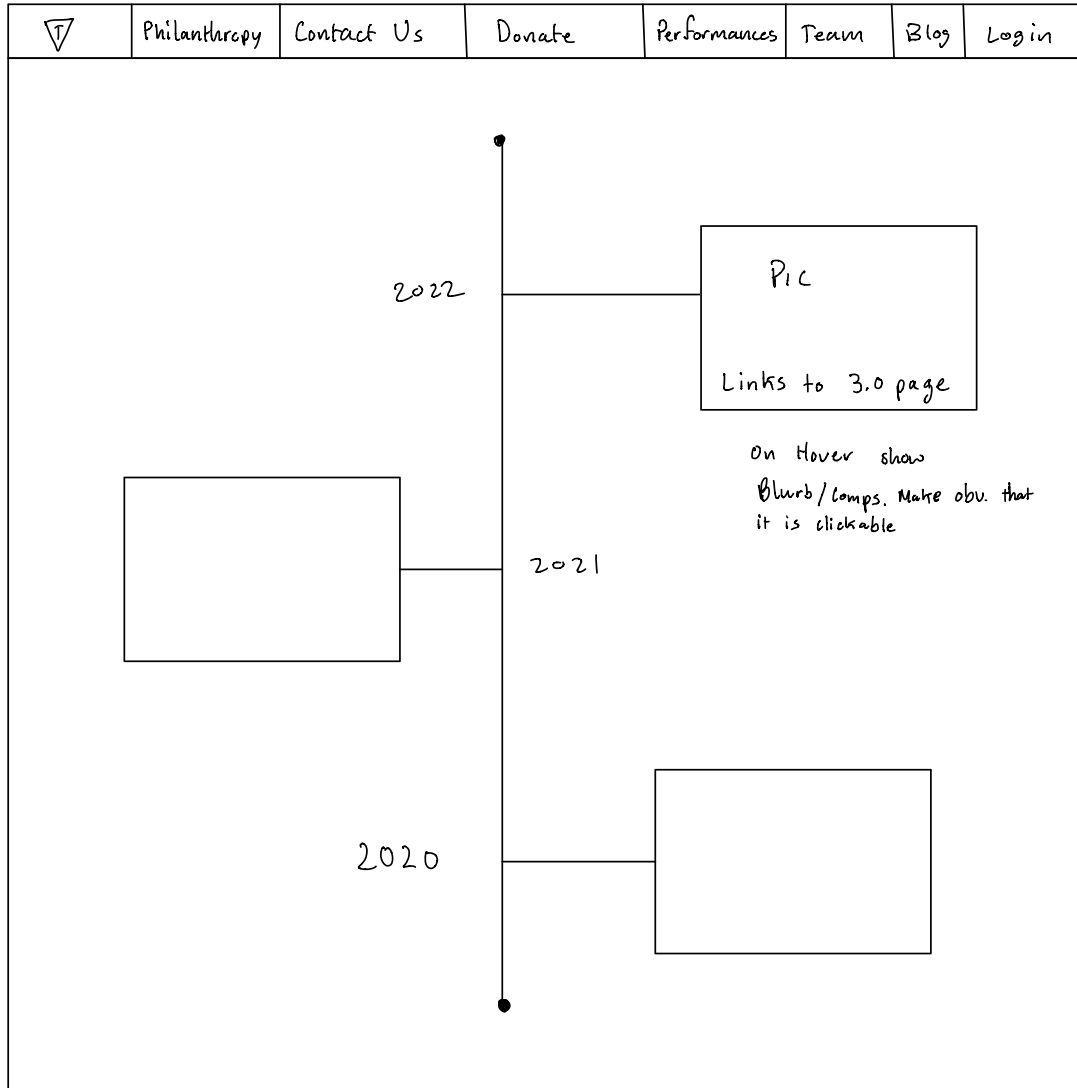 T
Philanthropy
Contact Us
Donate
Performances
Team
Blog
Login
2022
Pic
Links to 3.0 page
On Hover show
Blurb/Comps. Make obv. that
it is clickable
2021
2020